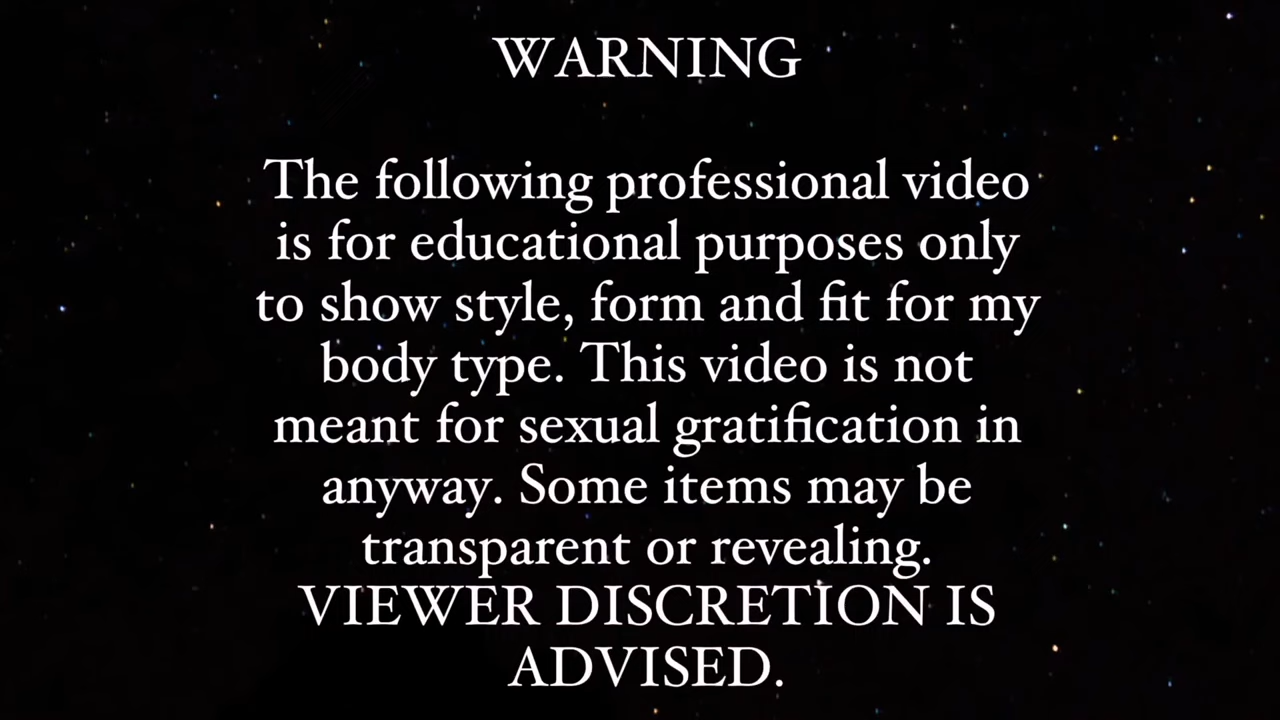 WARNING
The following professional video
is for educational purposes only
to show style, form and fit for my
body type. This video is not
meant for sexual gratification in
anyway. Some items may be
transparent or revealing.
VIEWER DISCRETION IS
ADVISED.